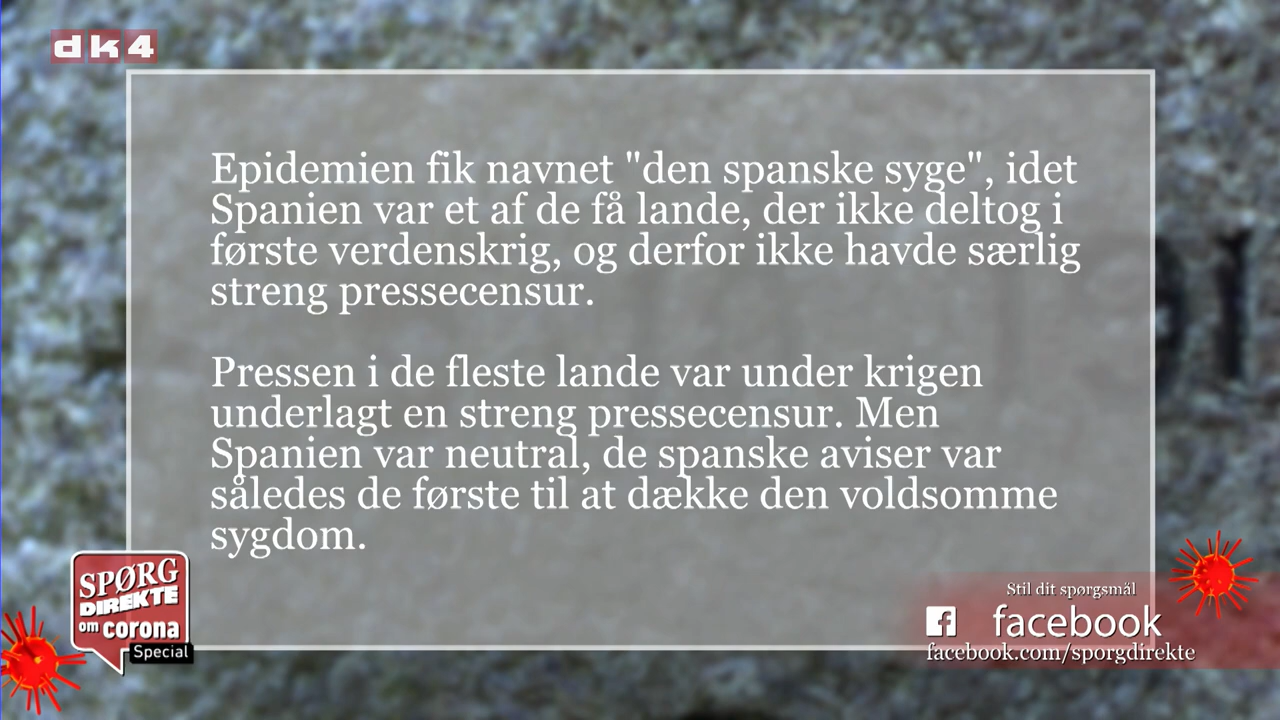 dk4
Epidemien fik navnet "den spanske syge", idet
Spanien var et af de få lande, der ikke deltog i
første verdenskrig, og derfor ikke havde særlig
streng pressecensur.
Pressen i de fleste lande var under krigen
underlagt en streng pressecensur. Men
Spanien var neutral, de spanske aviser var
således de første til at dække den voldsomme
sygdom.
SPØRG
DIREKTE
om corona
Special
Stil dit spørgsmål
facebook
facebook.com/sporgdirekte